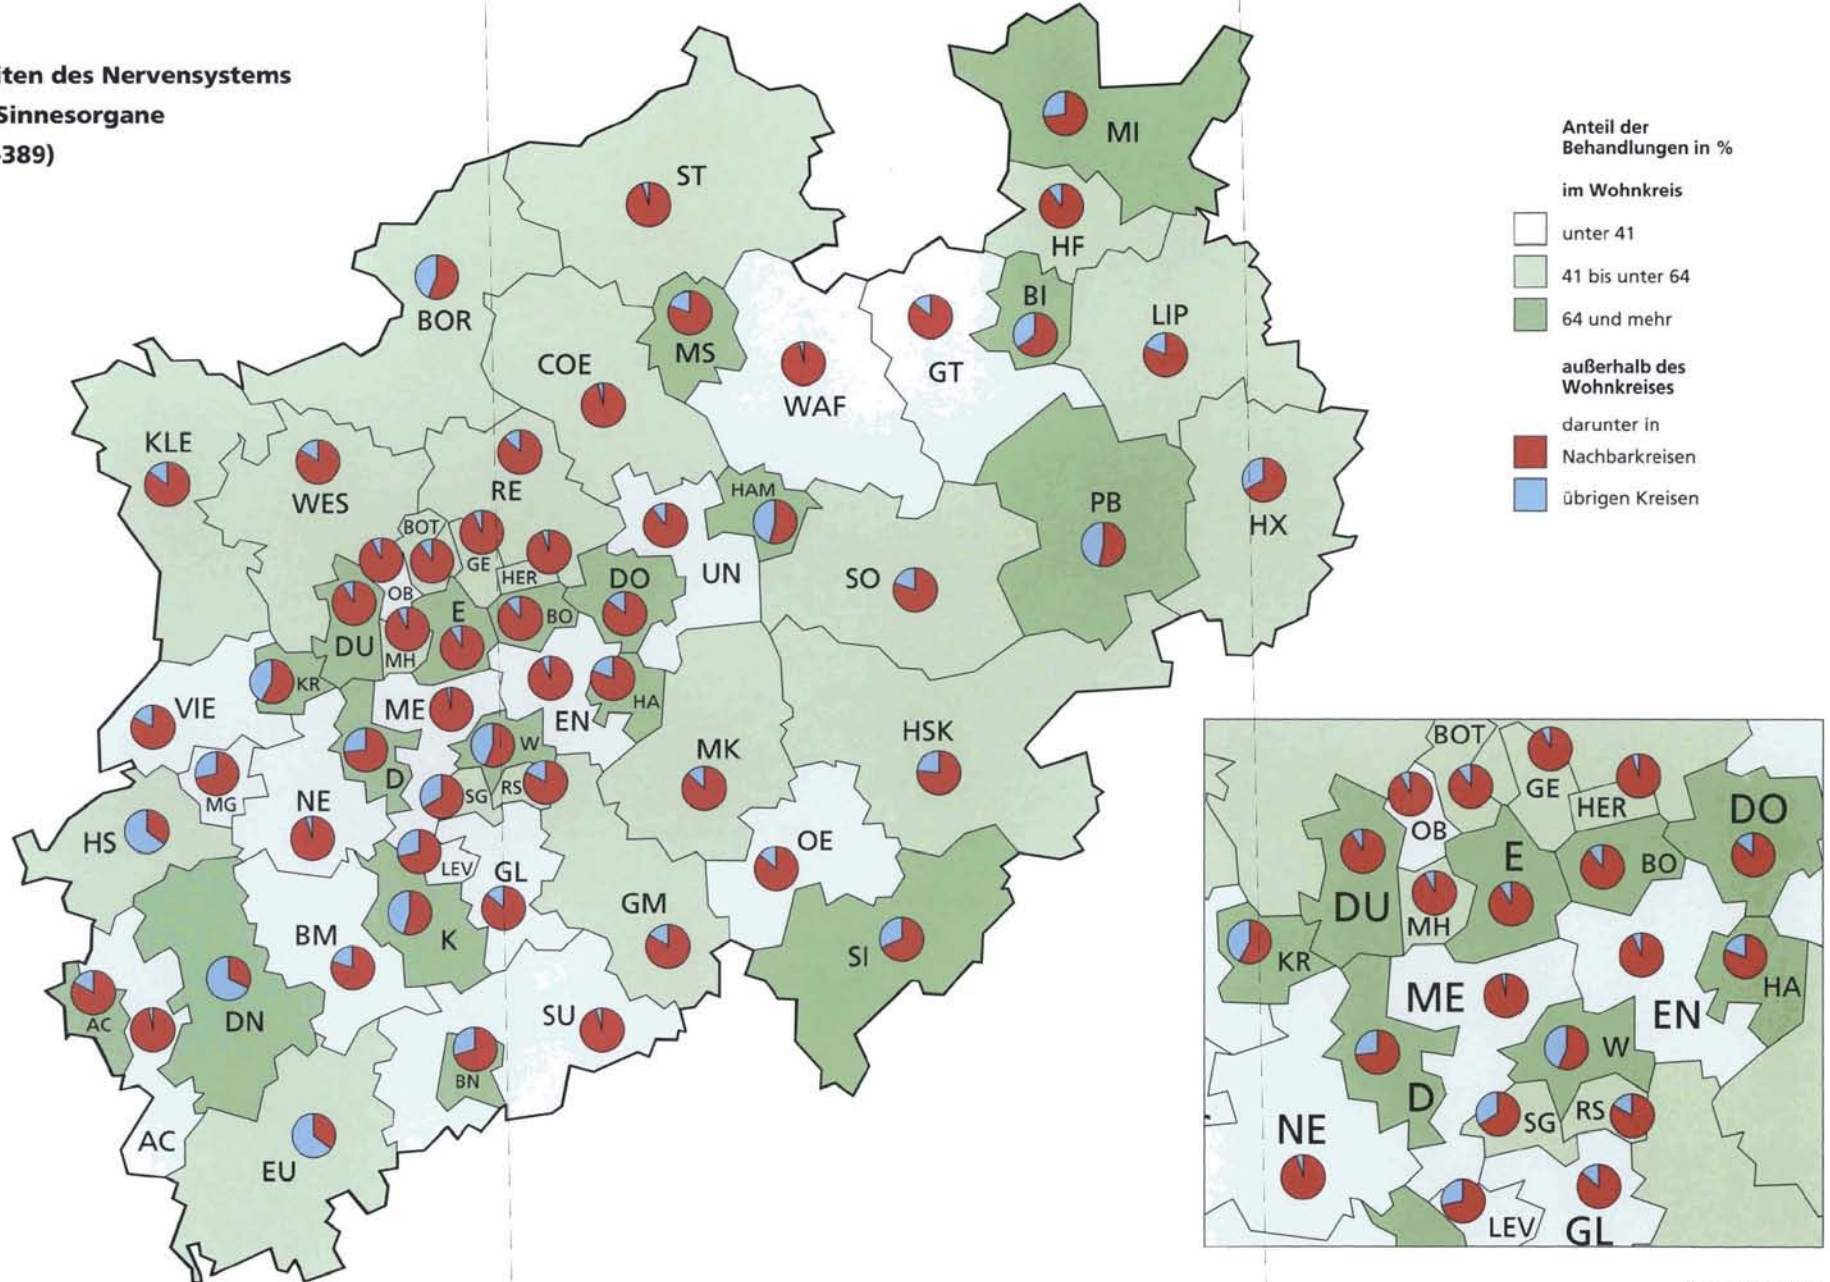 iten des Nervensystems
Sinnesorgane
-389)
Anteil der
Behandlungen in %
im Wohnkreis
unter 41
41 bis unter 64
64 und mehr
außerhalb des
Wohnkreises
darunter in
Nachbarkreisen
übrigen Kreisen
MI
ST
HF
BI
LIP
BOR
MS
COE
GT
WAF
KLE
WES
RE
HAM
PB
HX
BOT
GE
HER
DO
UN
SO
OB
E
BO
DU
MH
KR
HA
VIE
ME
EN
HSK
W
MK
D
SG
RS
MG
NE
HS
OE
LEV
GL
GM
BM
K
SI
AC
DN
SU
BN
AC
EU
BOT
GE
HER
DO
OB
E
BO
DU
MH
KR
HA
ME
EN
W
D
SG
RS
NE
LEV
GL